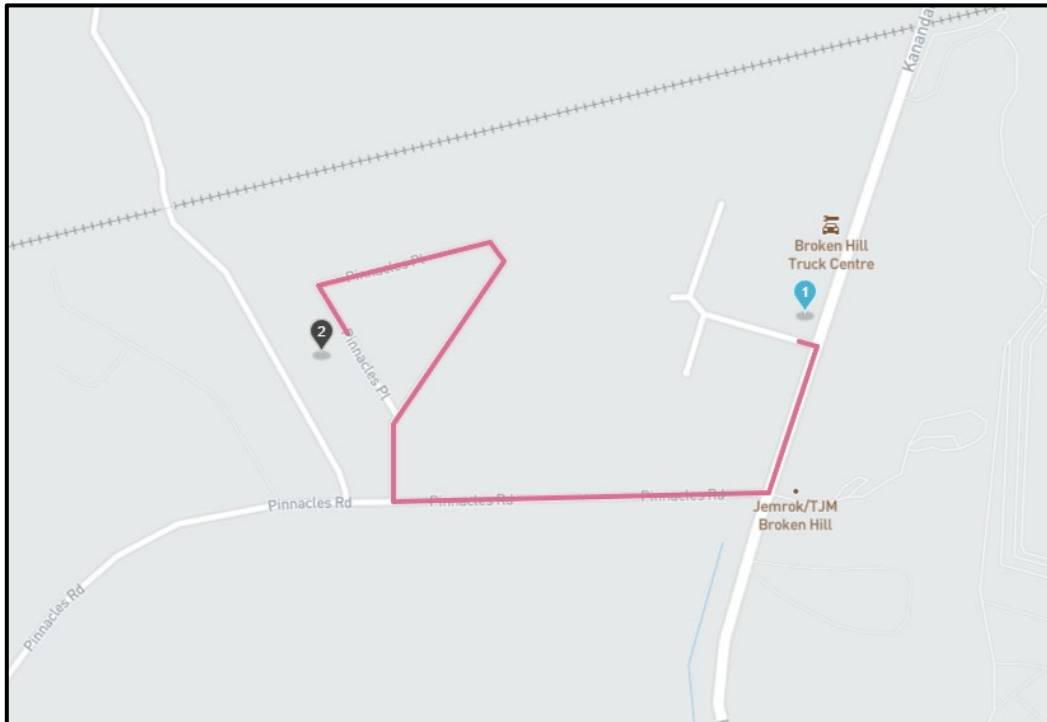 Kananda
Broken Hill
Truck Centre
1
Pinnacles Pl
2
Pinnacles Pl
Pinnacles Rd
Pinnacles Rd
Pinnacles Rd
Jemrok/TJM
Broken Hill
Pinnacles Rd